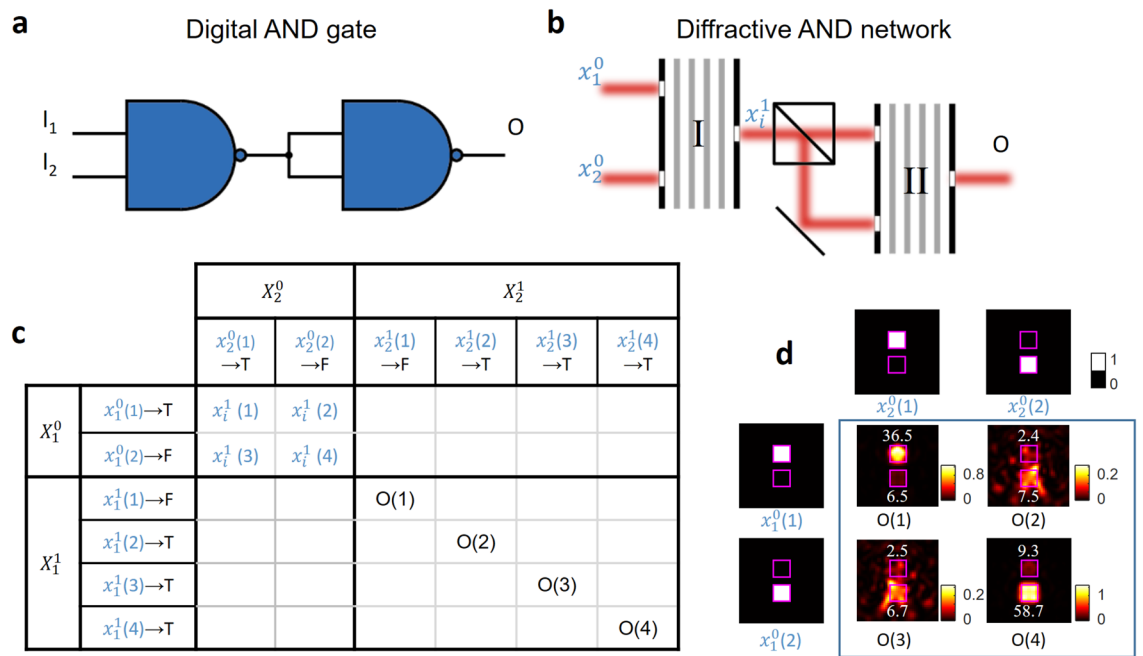 a
Digital AND gate
I₁
I₂
O
b
Diffractive AND network
x₁⁰
x₂⁰
I
xᵢ¹
II
O
c
X₂⁰ X₂¹
x₂⁰(1) x₂⁰(2) x₂¹(1) x₂¹(2) x₂¹(3) x₂¹(4)
→T →F →F →T →T →T
X₁⁰
x₁⁰(1)→T xᵢ¹ (1) xᵢ¹ (2)
x₁⁰(2)→F xᵢ¹ (3) xᵢ¹ (4)
X₁¹
x₁¹(1)→F O(1)
x₁¹(2)→T O(2)
x₁¹(3)→T O(3)
x₁¹(4)→T O(4)
d
1
0
x₂⁰(1) x₂⁰(2)
x₁⁰(1)
36.5
6.5
0.8
0
O(1)
2.4
7.5
0.2
0
O(2)
x₁⁰(2)
2.5
6.7
0.2
0
O(3)
9.3
58.7
1
0
O(4)